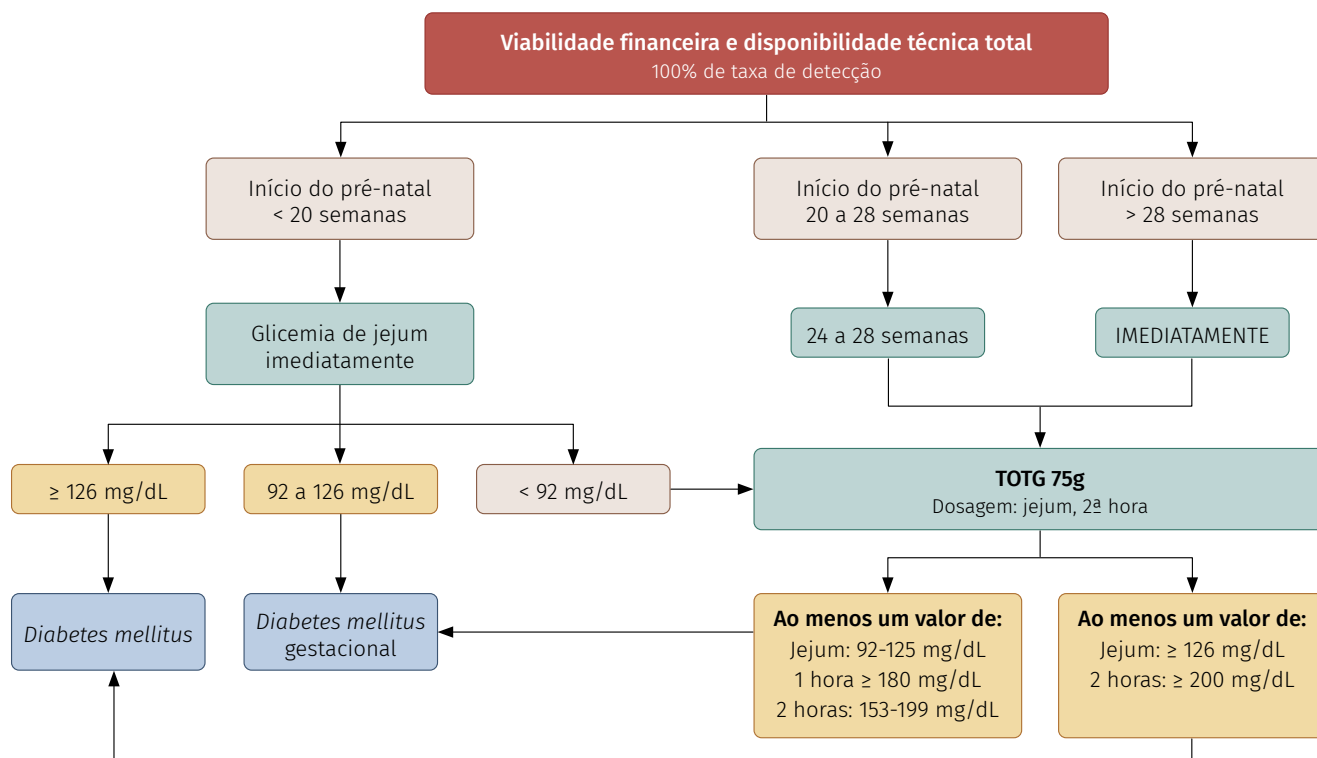 Viabilidade financeira e disponibilidade técnica total
100% de taxa de detecção
Início do pré-natal
< 20 semanas
Início do pré-natal
20 a 28 semanas
Início do pré-natal
> 28 semanas
Glicemia de jejum
imediatamente
24 a 28 semanas
IMEDIATAMENTE
≥ 126 mg/dL
92 a 126 mg/dL
< 92 mg/dL
TOTG 75g
Dosagem: jejum, 2ª hora
Diabetes mellitus
Diabetes mellitus
gestacional
Ao menos um valor de:
Jejum: 92-125 mg/dL
1 hora ≥ 180 mg/dL
2 horas: 153-199 mg/dL
Ao menos um valor de:
Jejum: ≥ 126 mg/dL
2 horas: ≥ 200 mg/dL